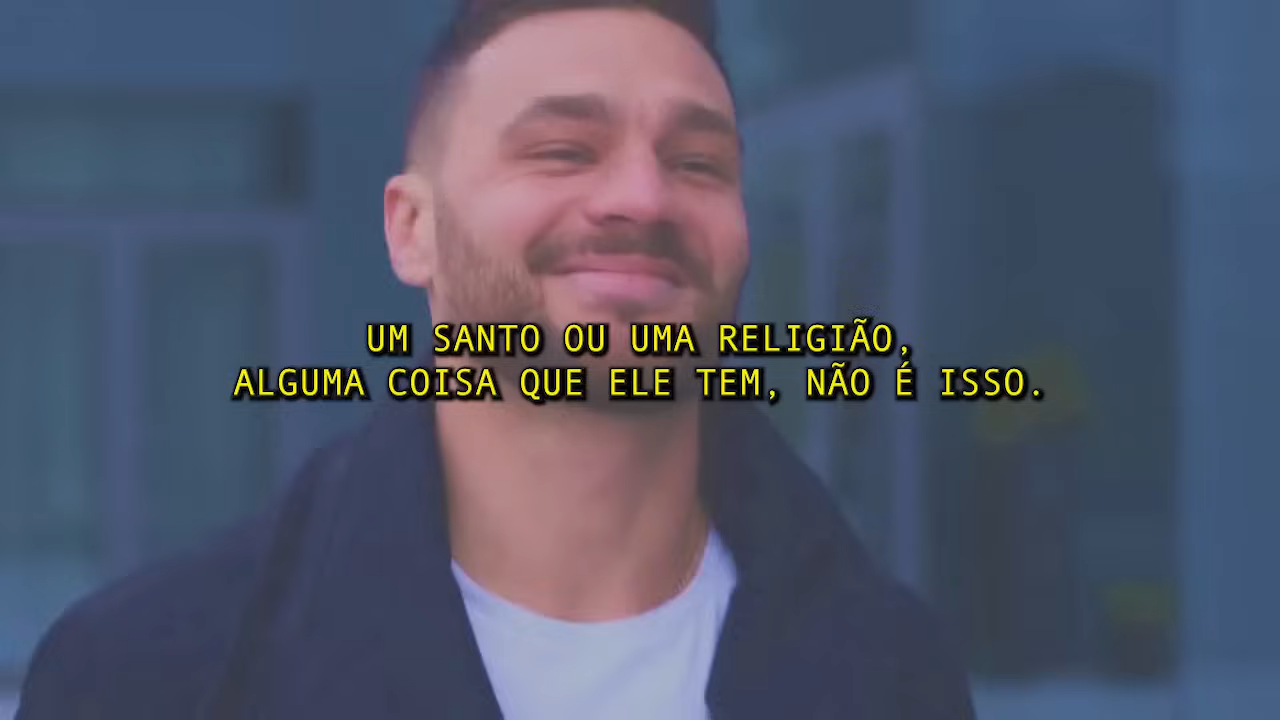 UM SANTO OU UMA RELIGIÃO,
ALGUMA COISA QUE ELE TEM, NÃO É ISSO.